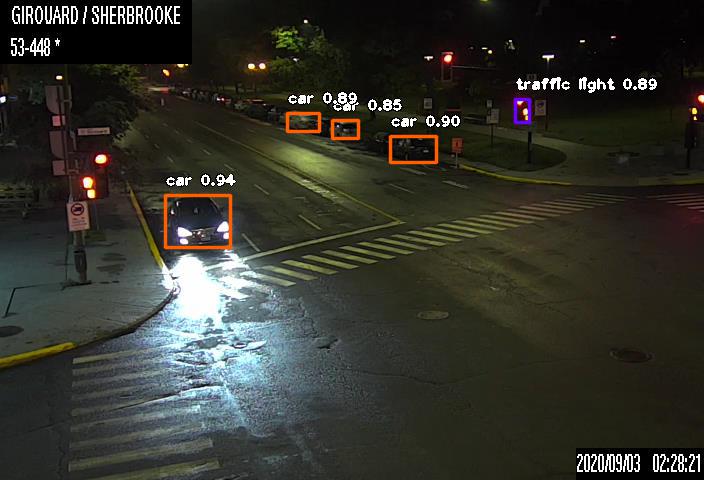 GIROUARD / SHERBROOKE
53-448 *
traffic light 0.89
car 0.89
car 0.85
car 0.90
car 0.94
2020/09/03 02:28:21